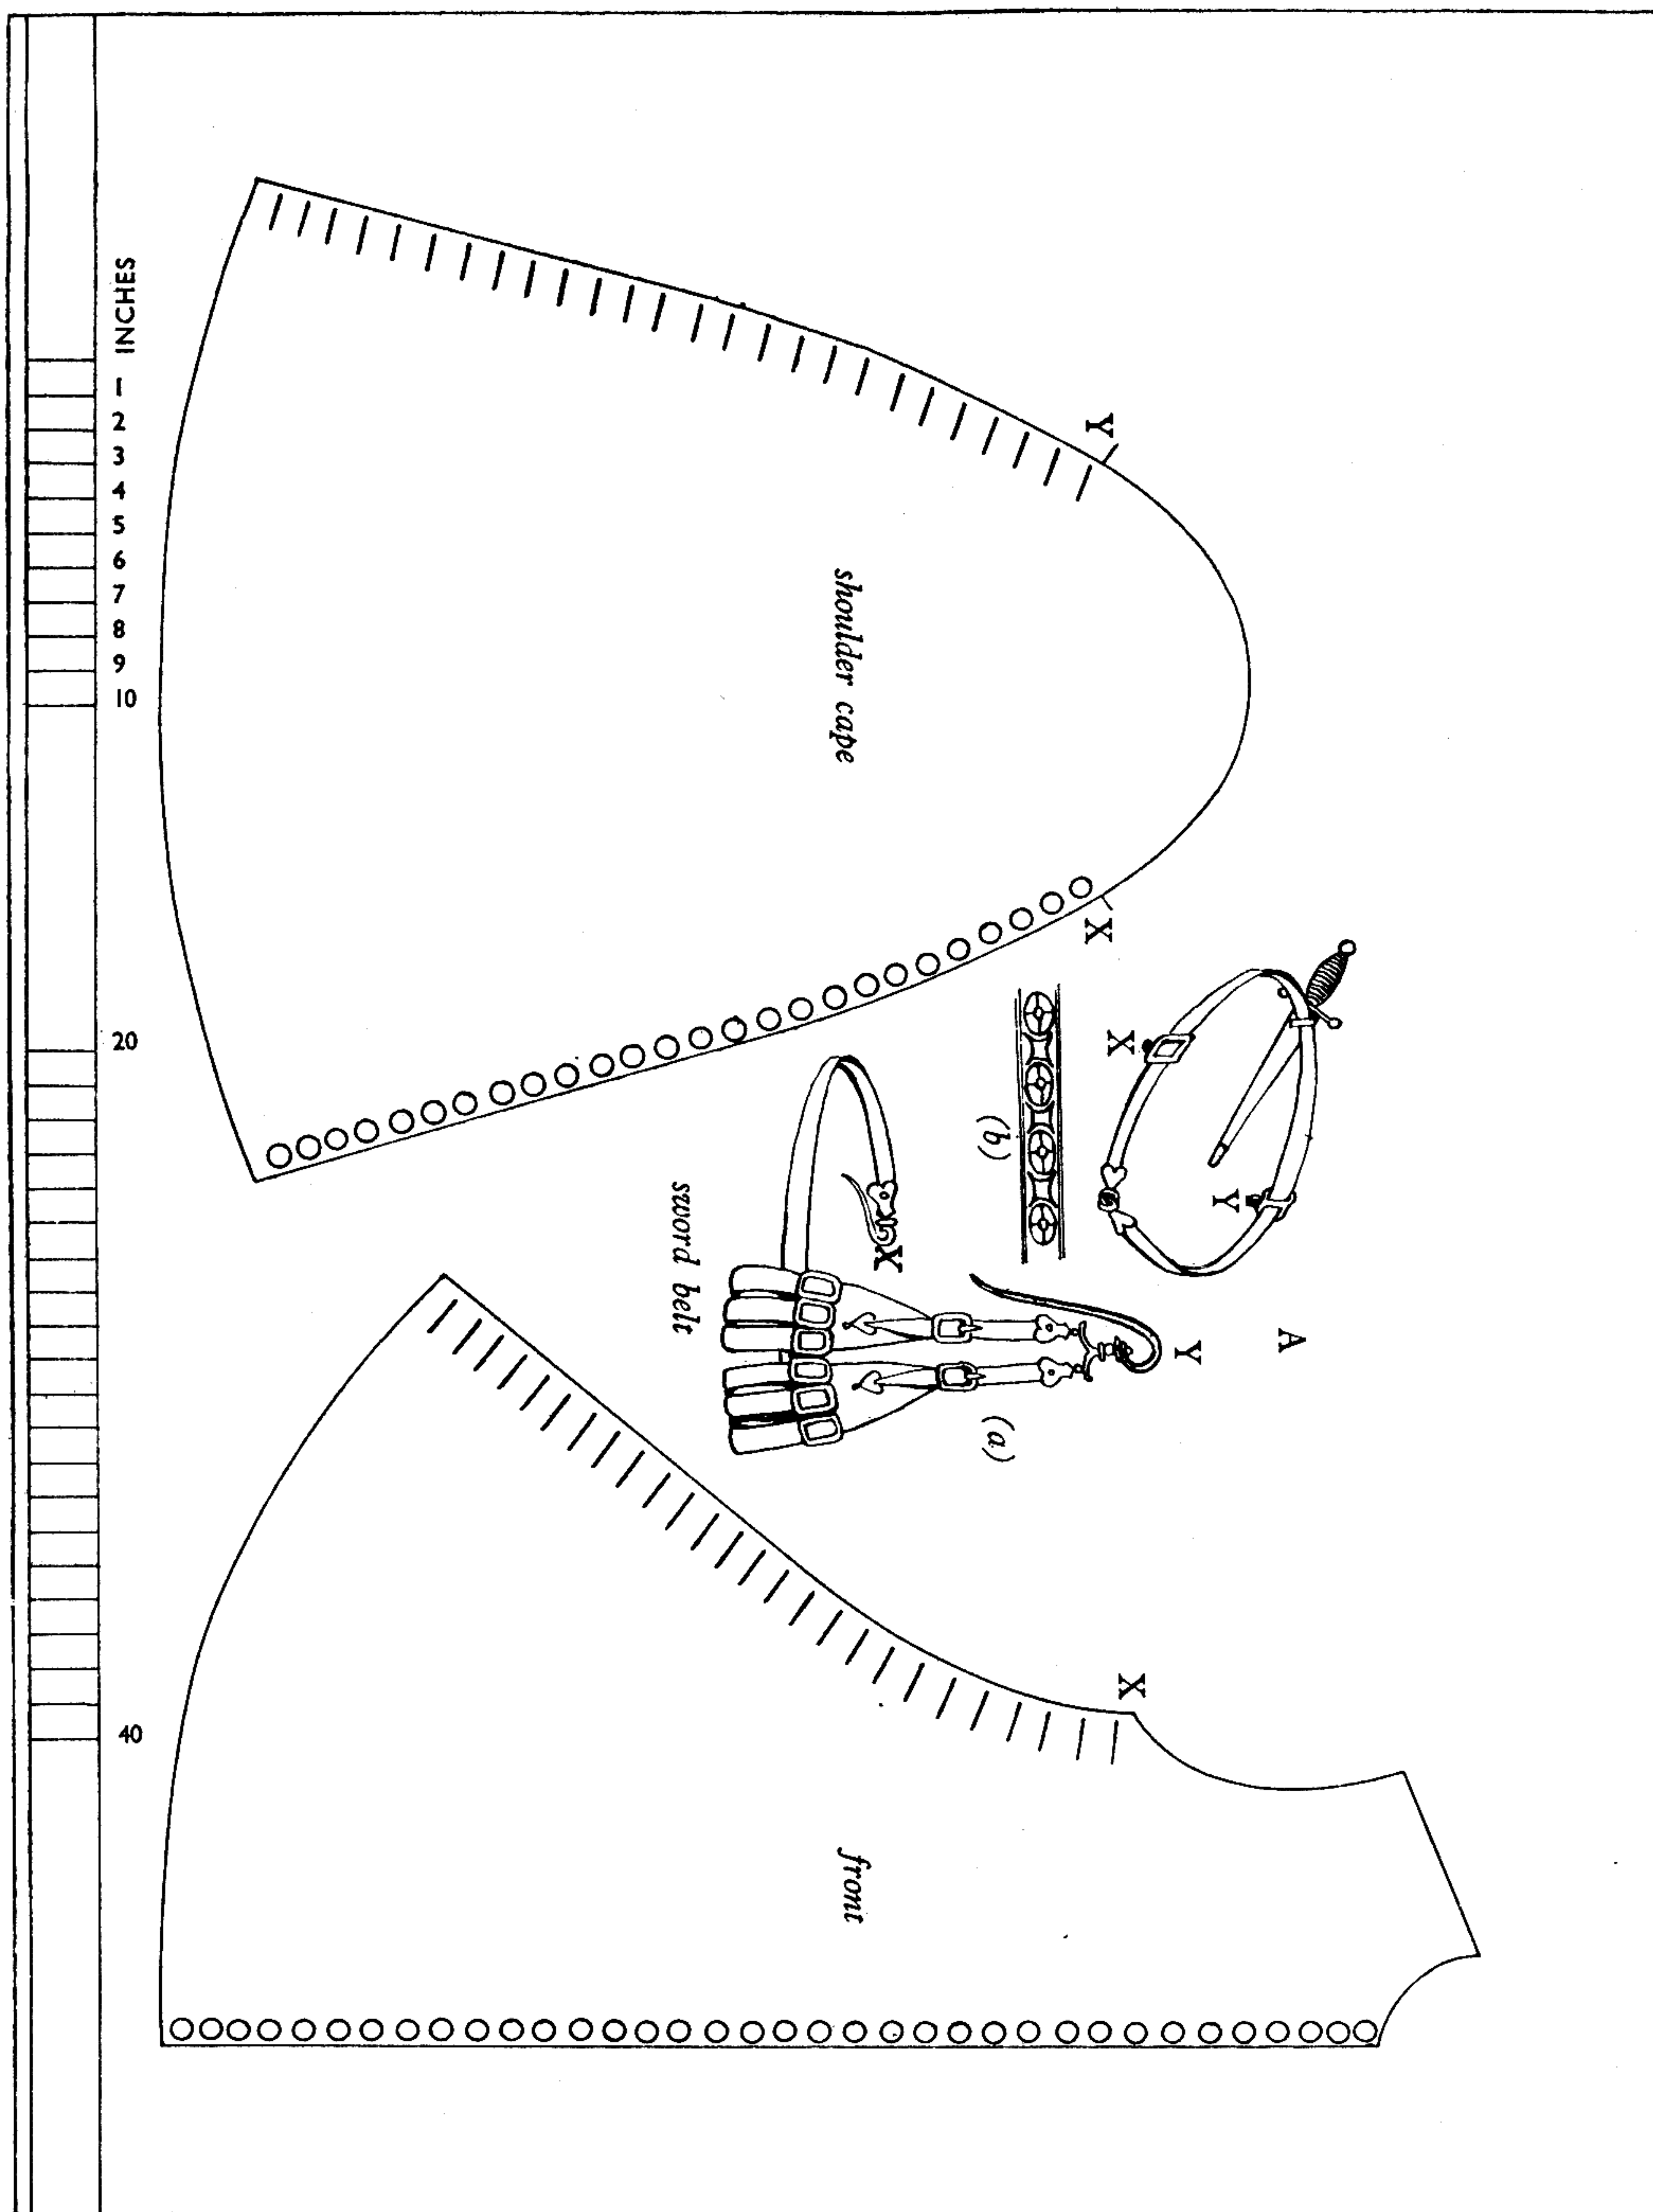 INCHES
1
2
3
4
5
6
7
8
9
10
20
40
Y
shoulder cape
X
X
Y
(b)
X
sword belt
Y
A
(a)
X
front